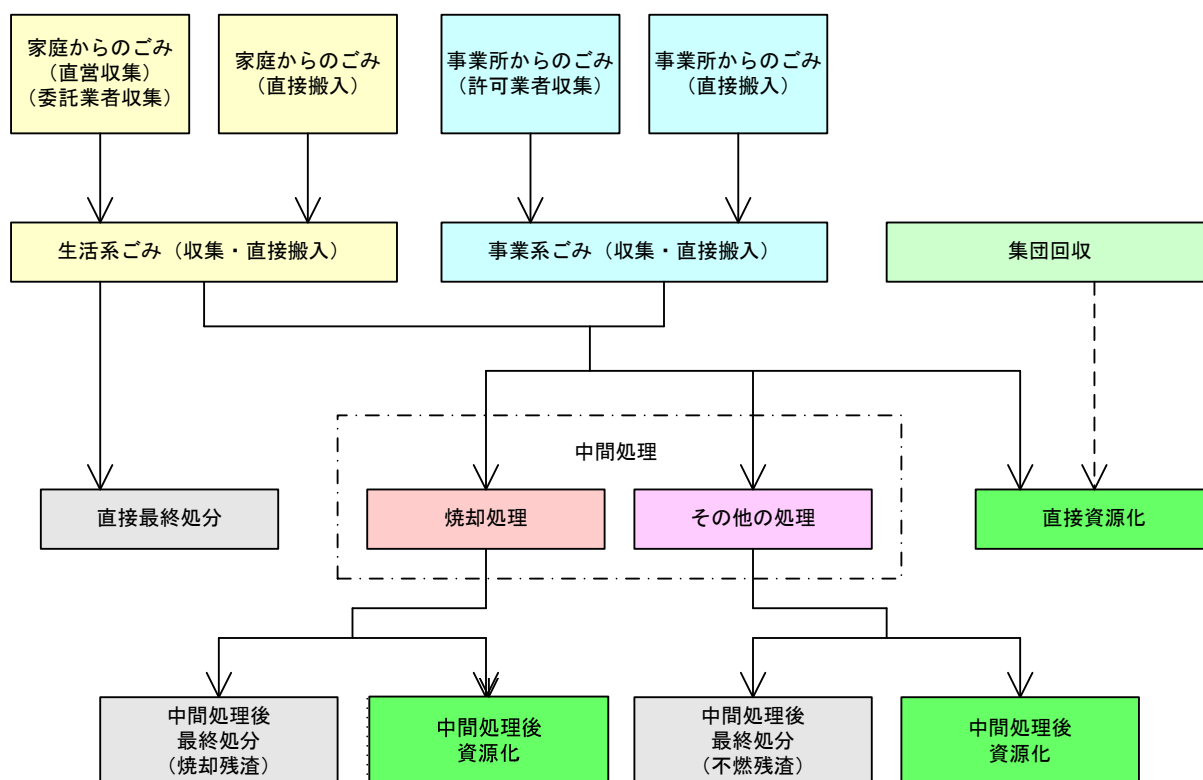 家庭からのごみ
(直営収集)
(委託業者収集)
家庭からのごみ
(直接搬入)
事業所からのごみ
(許可業者収集)
事業所からのごみ
(直接搬入)
生活系ごみ(収集・直接搬入)
事業系ごみ(収集・直接搬入)
集団回収
中間処理
直接最終処分
焼却処理
その他の処理
直接資源化
中間処理後
最終処分
(焼却残渣)
中間処理後
資源化
中間処理後
最終処分
(不燃残渣)
中間処理後
資源化